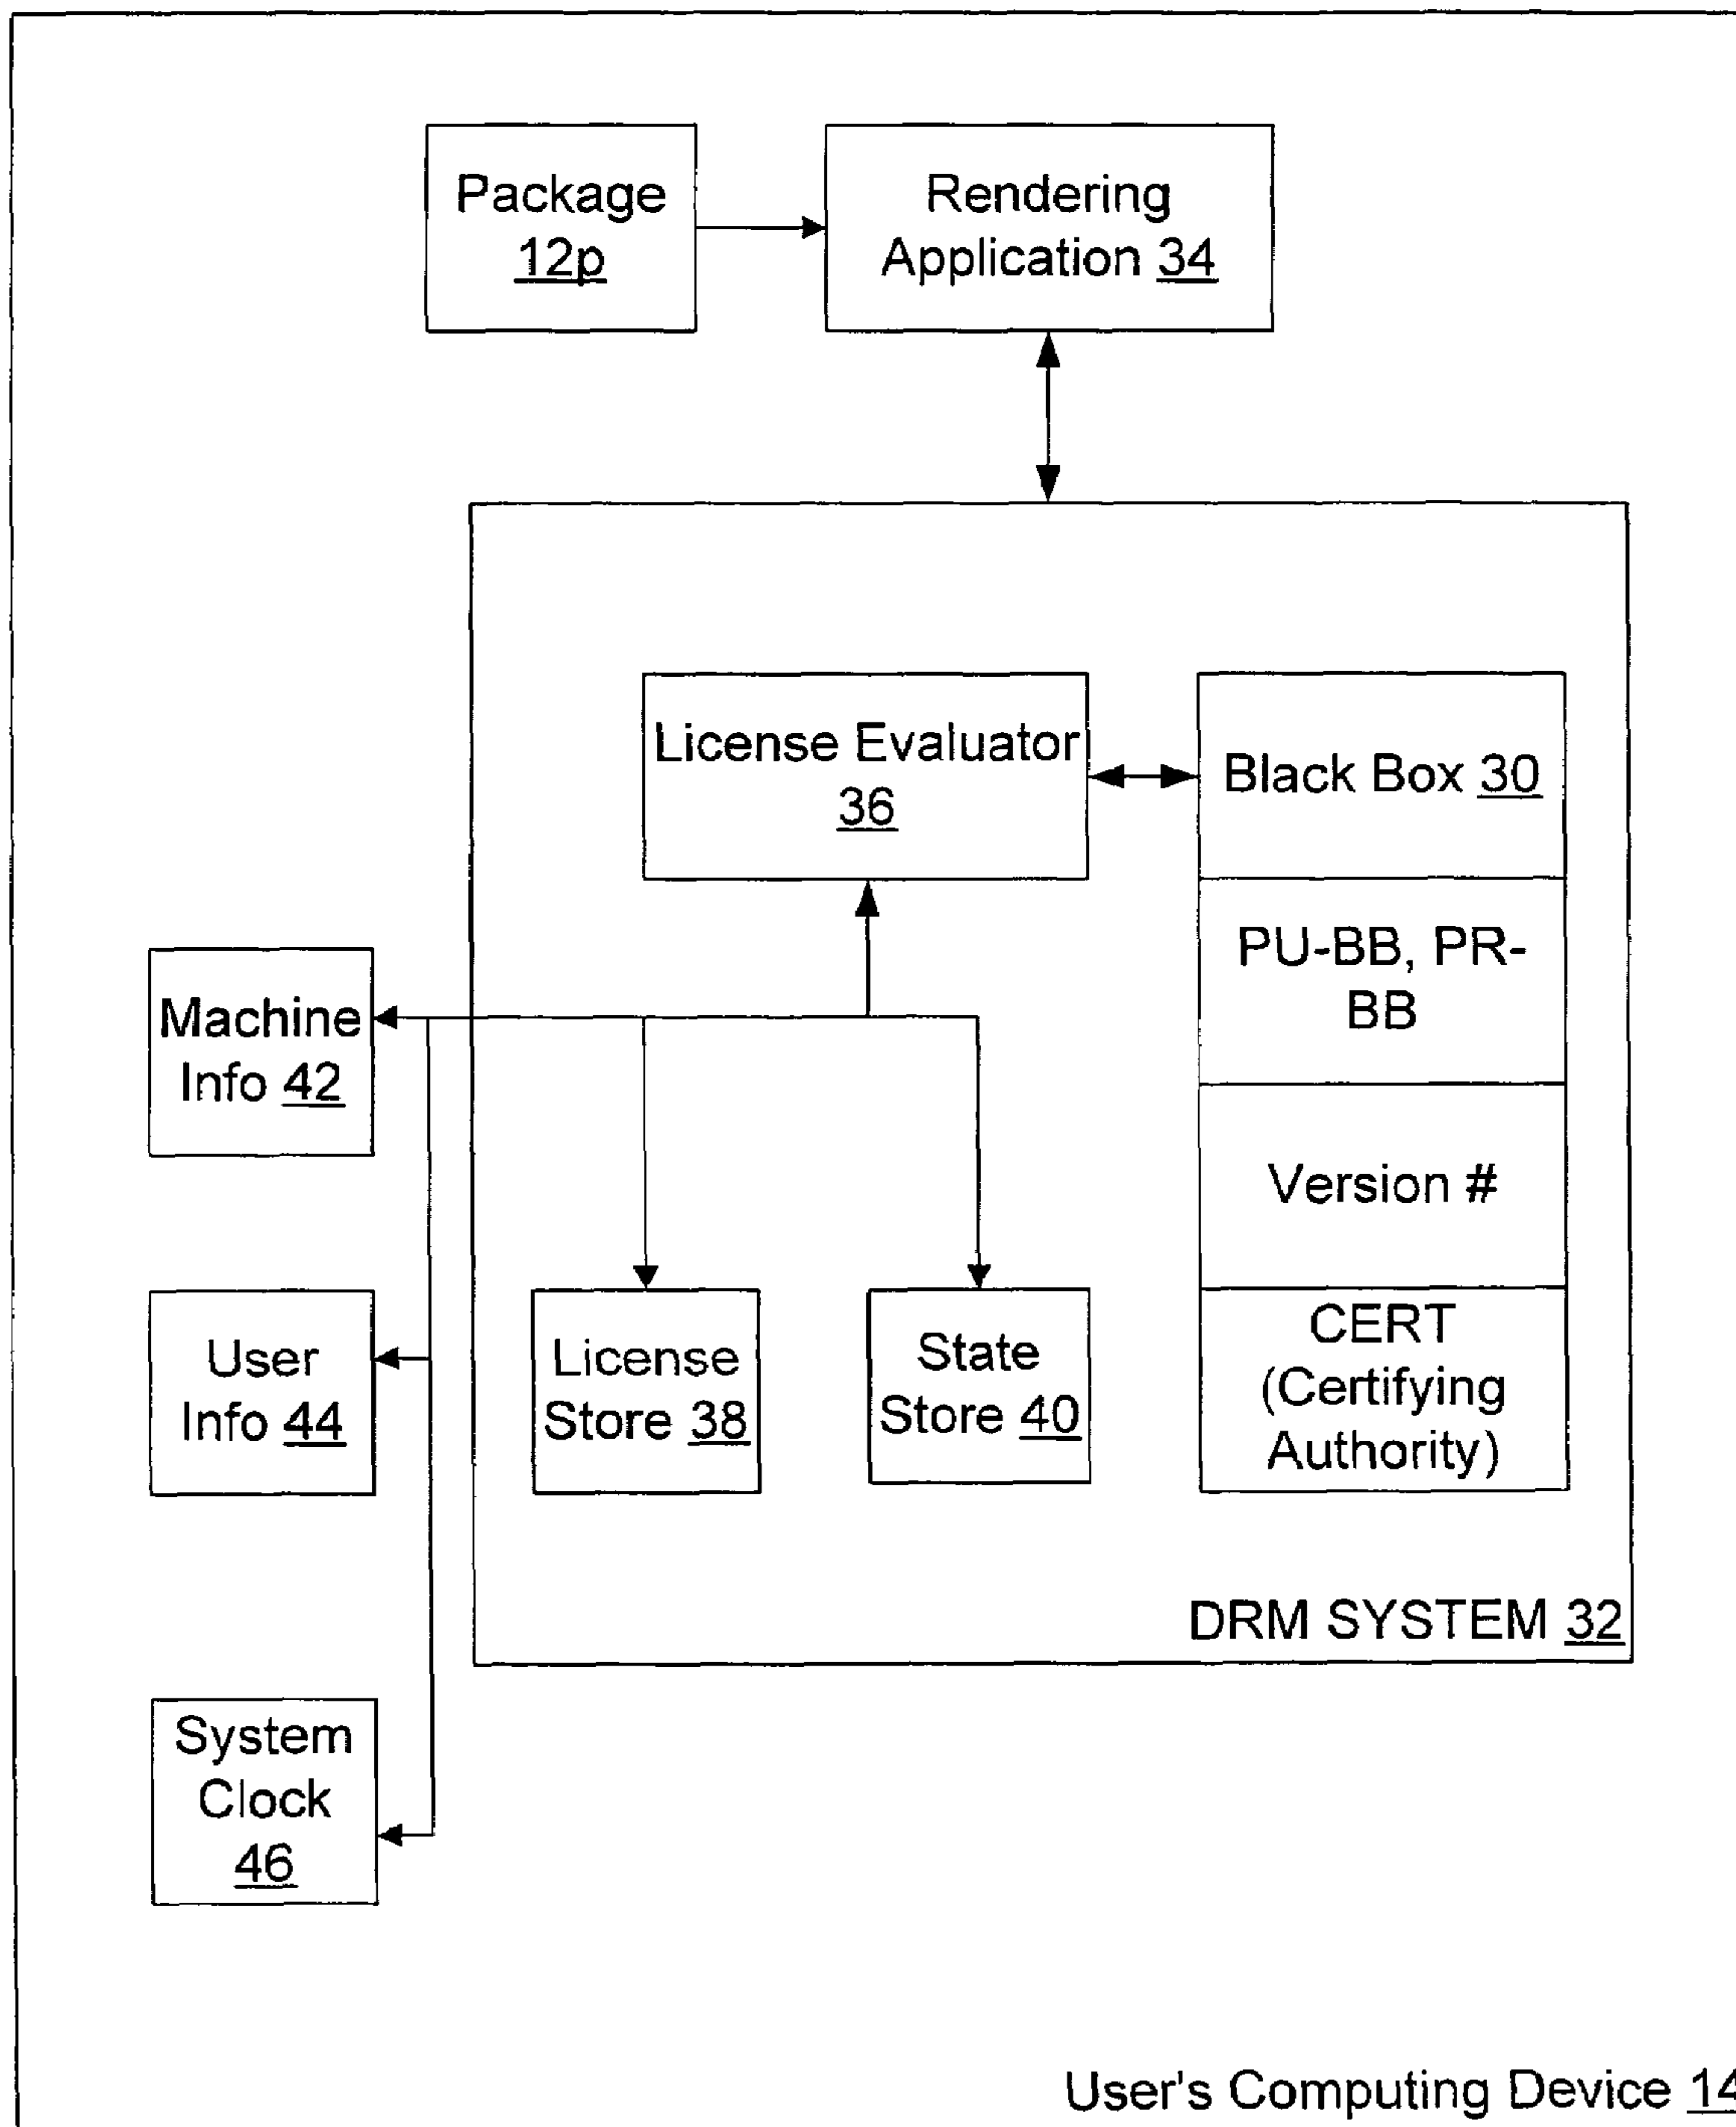 Package
12p
Rendering
Application 34
License Evaluator
36
Black Box 30
PU-BB, PR-
BB
Machine
Info 42
Version #
User
Info 44
License
Store 38
State
Store 40
CERT
(Certifying
Authority)
DRM SYSTEM 32
System
Clock
46
User's Computing Device 14